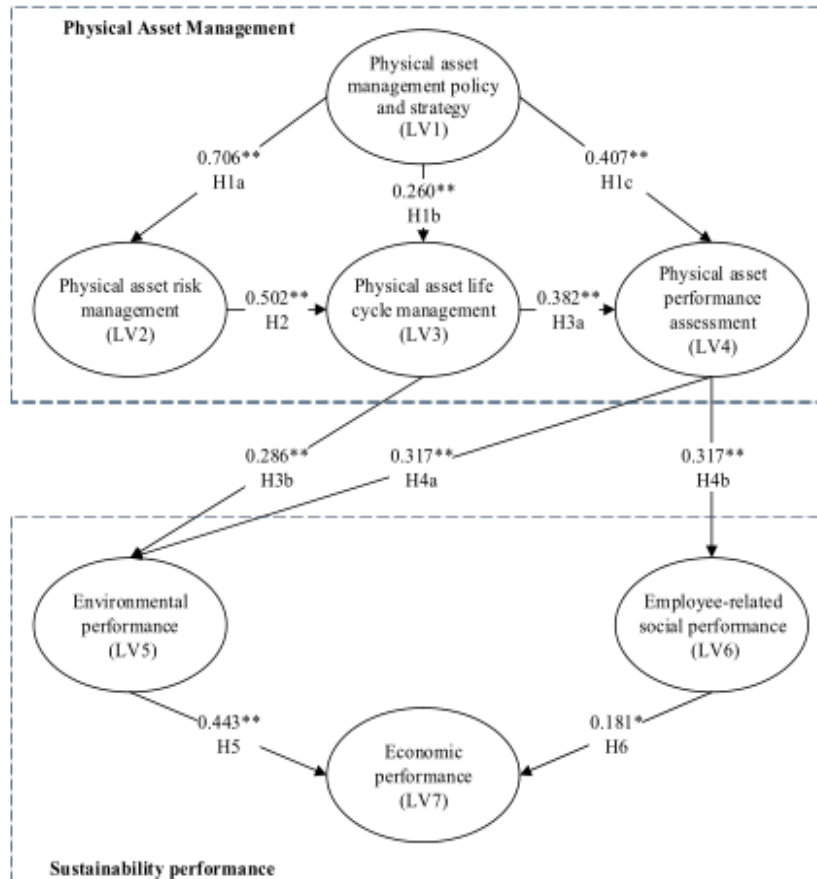 Physical Asset Management
Physical asset
management policy
and strategy
(LV1)
0.706**
H1a
0.260**
H1b
0.407**
H1c
Physical asset risk
management
(LV2)
0.502**
H2
Physical asset life
cycle management
(LV3)
0.382**
H3a
Physical asset
performance
assessment
(LV4)
0.286**
H3b
0.317**
H4a
0.317**
H4b
Environmental
performance
(LV5)
Employee-related
social performance
(LV6)
0.443**
H5
0.181*
H6
Economic
performance
(LV7)
Sustainability performance